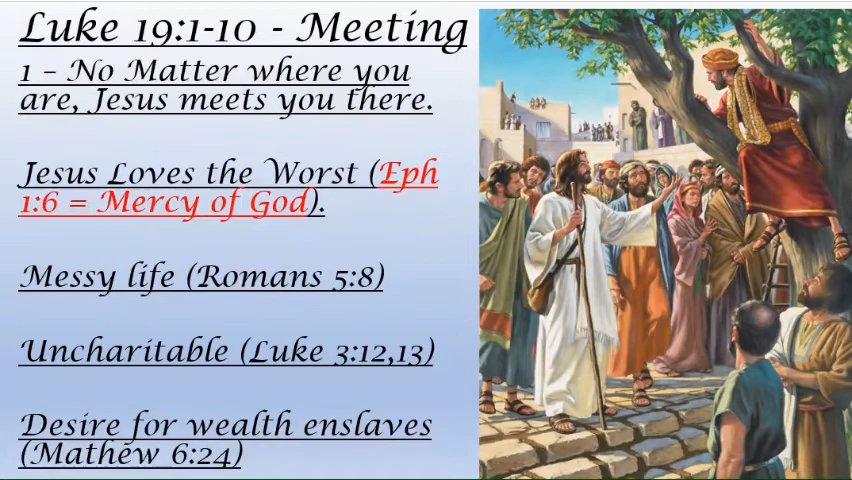 Luke 19:1-10 - Meeting
1 – No Matter where you
are, Jesus meets you there.
Jesus Loves the Worst (Eph
1:6 = Mercy of God).
Messy life (Romans 5:8)
Uncharitable (Luke 3:12,13)
Desire for wealth enslaves
(Mathew 6:24)